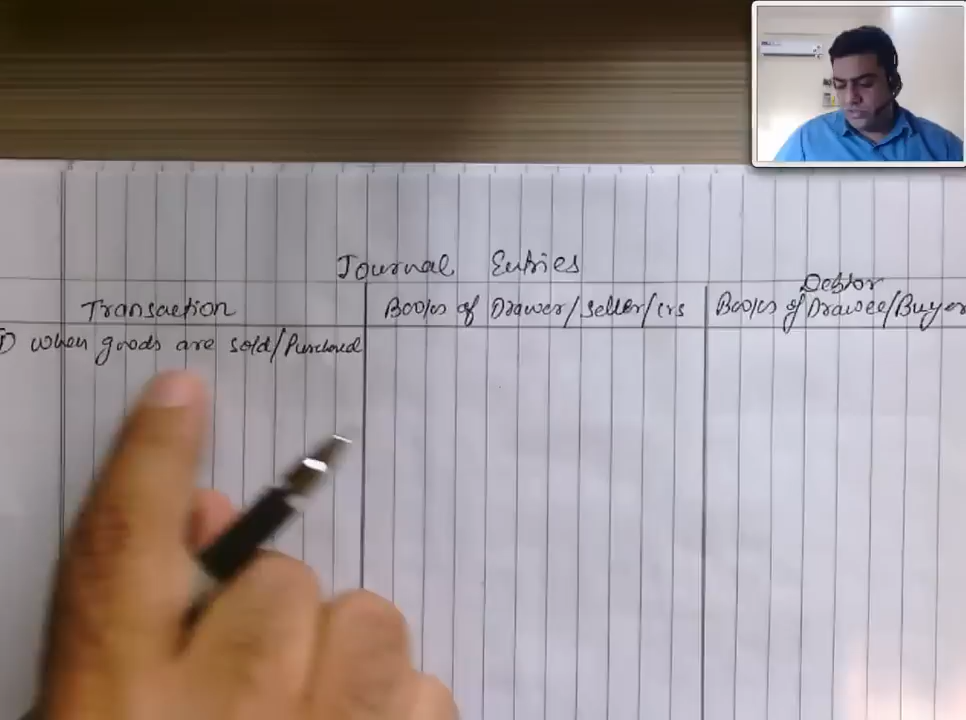 Journal Entries
Debtor
Transaction Books of Drawer/Seller/Crs Books of Drawee/Buyer
① when goods are sold/Purchased